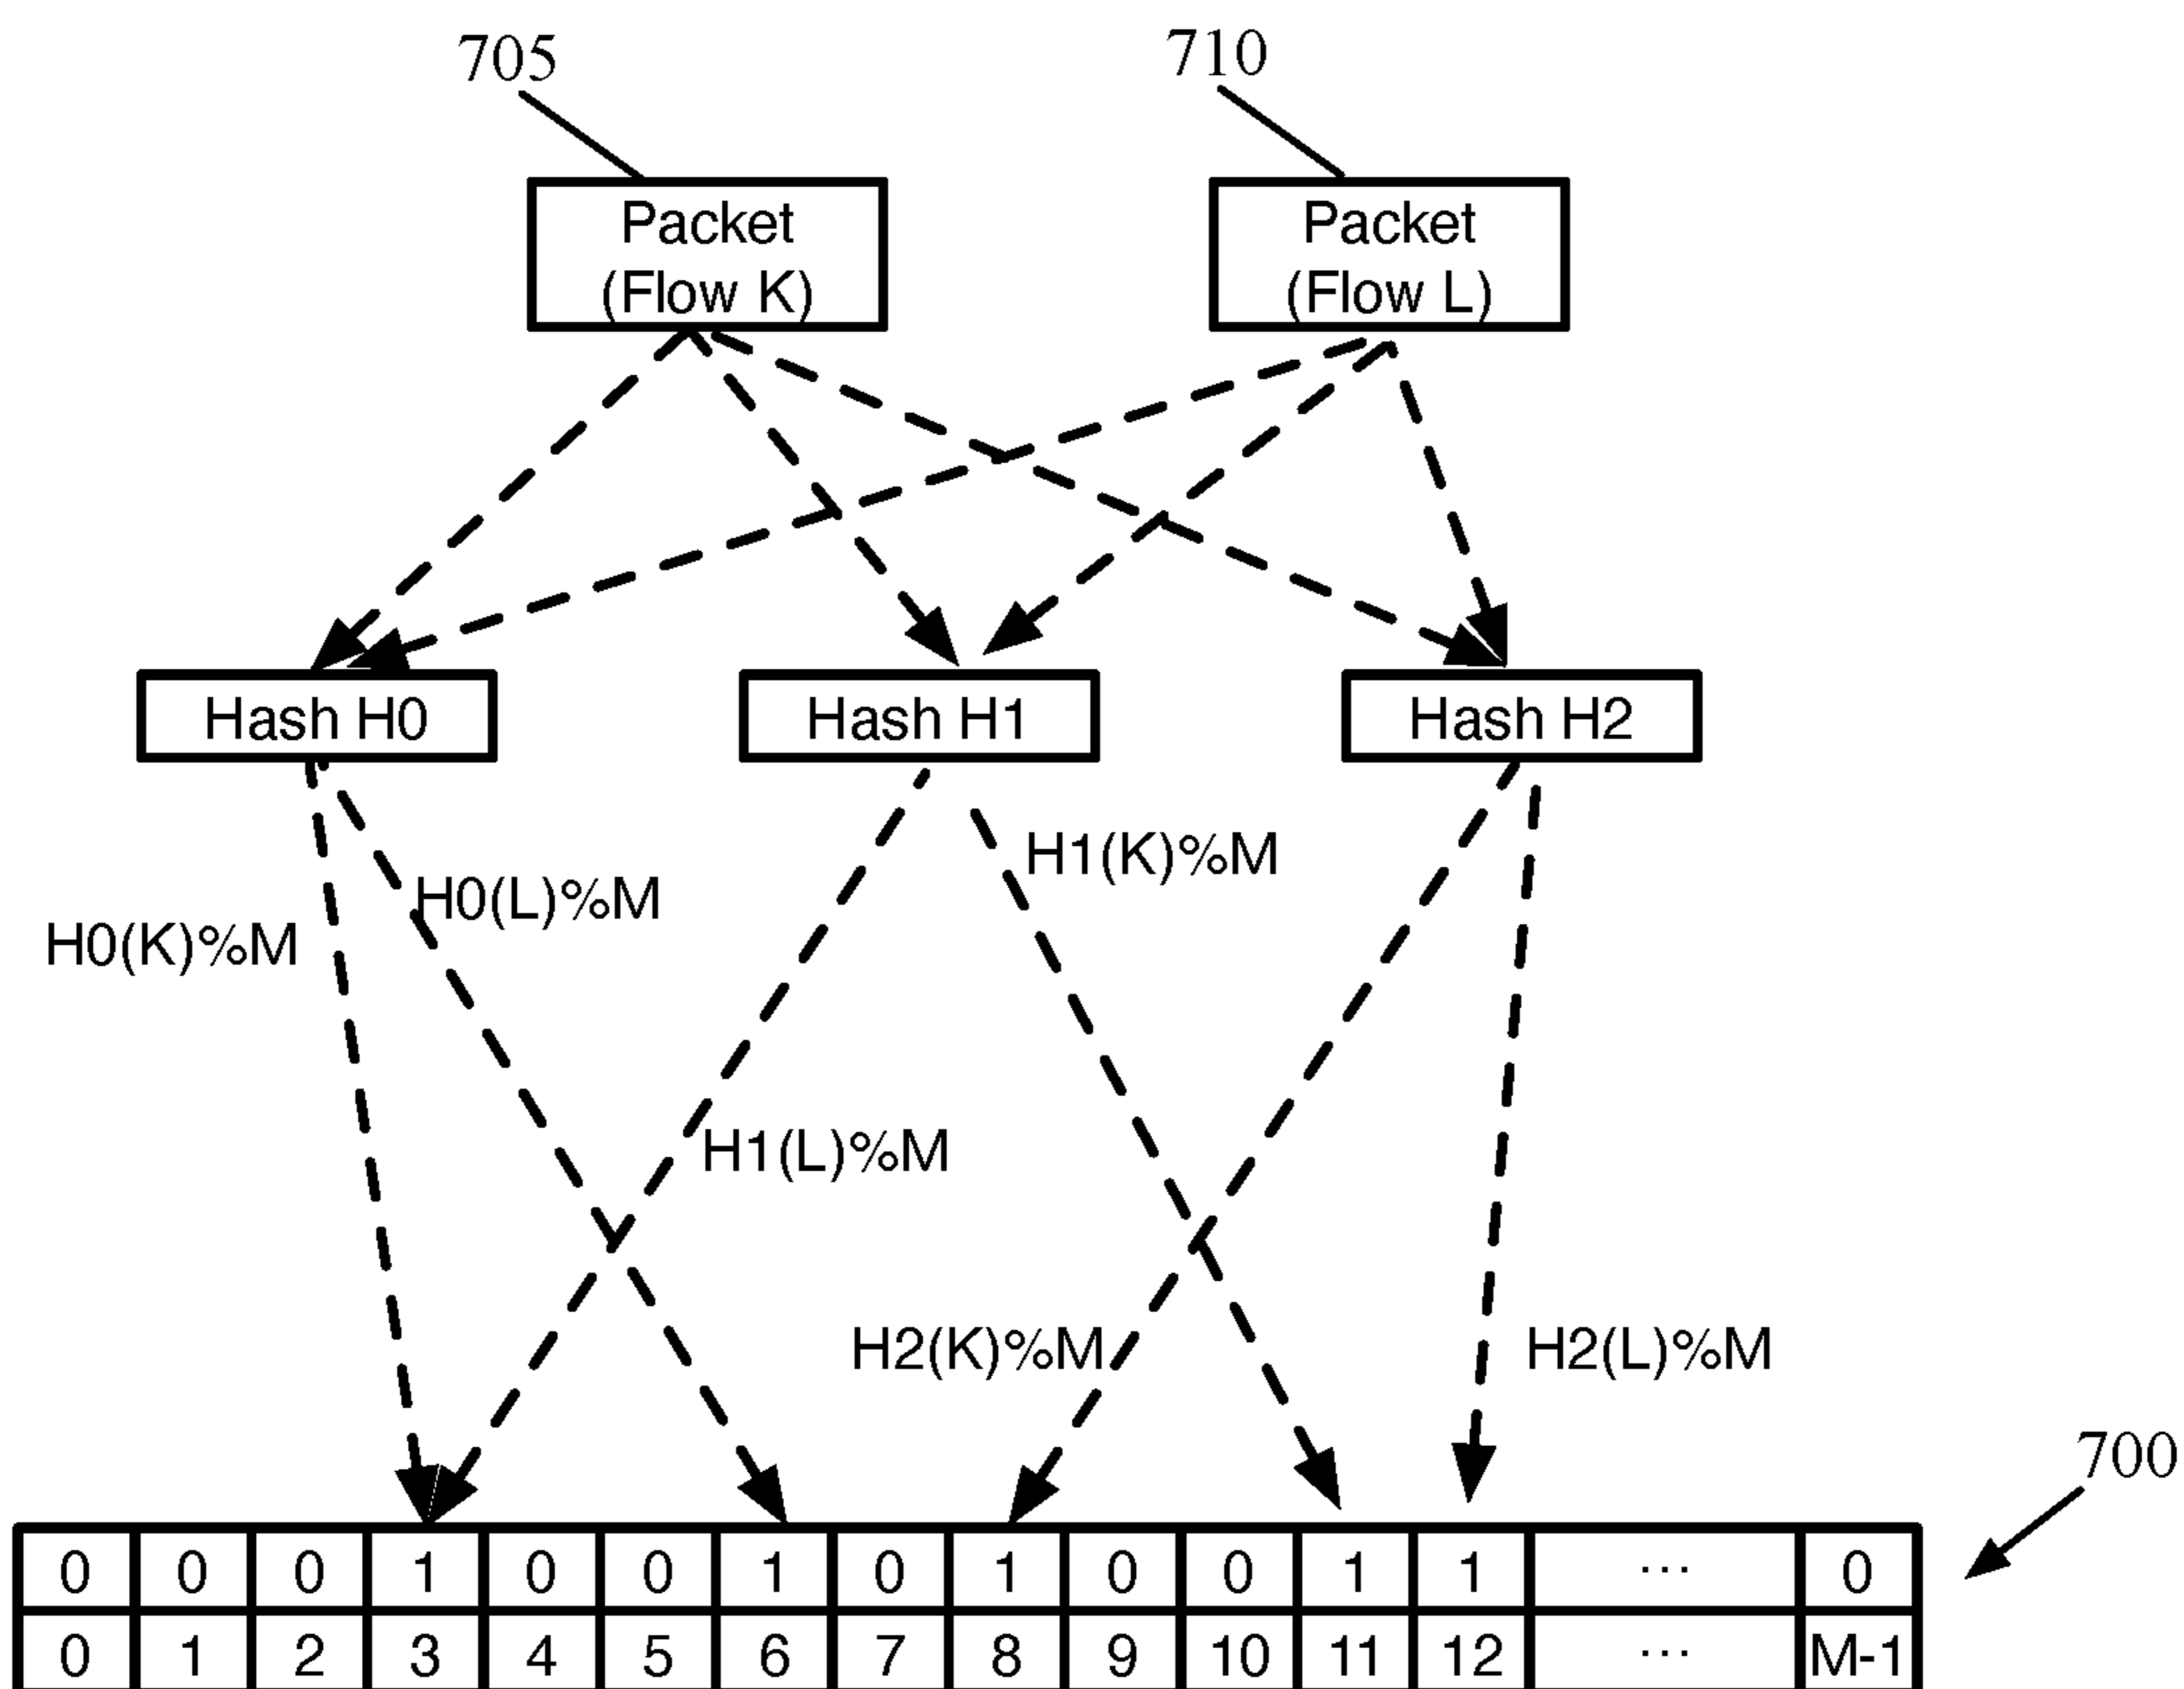 705
710
Packet
(Flow K)
Packet
(Flow L)
Hash H0
Hash H1
Hash H2
H1(K)%M
H0(L)%M
H0(K)%M
H1(L)%M
H2(K)%M
H2(L)%M
700
0 0 0 1 0 0 1 0 1 0 0 1 1 ... 0
0 1 2 3 4 5 6 7 8 9 10 11 12 ... M-1